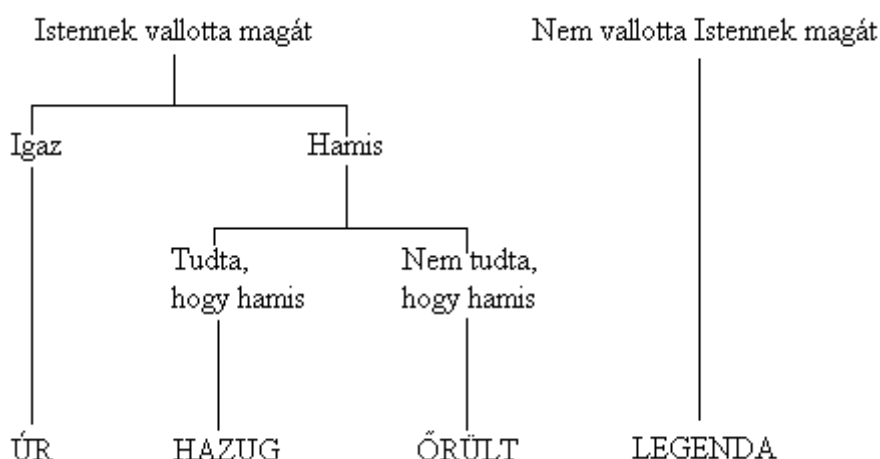 Istennek vallotta magát
Nem vallotta Istennek magát
Igaz
Hamis
Tudta,
hogy hamis
Nem tudta,
hogy hamis
ÚR
HAZUG
ŐRÜLT
LEGENDA